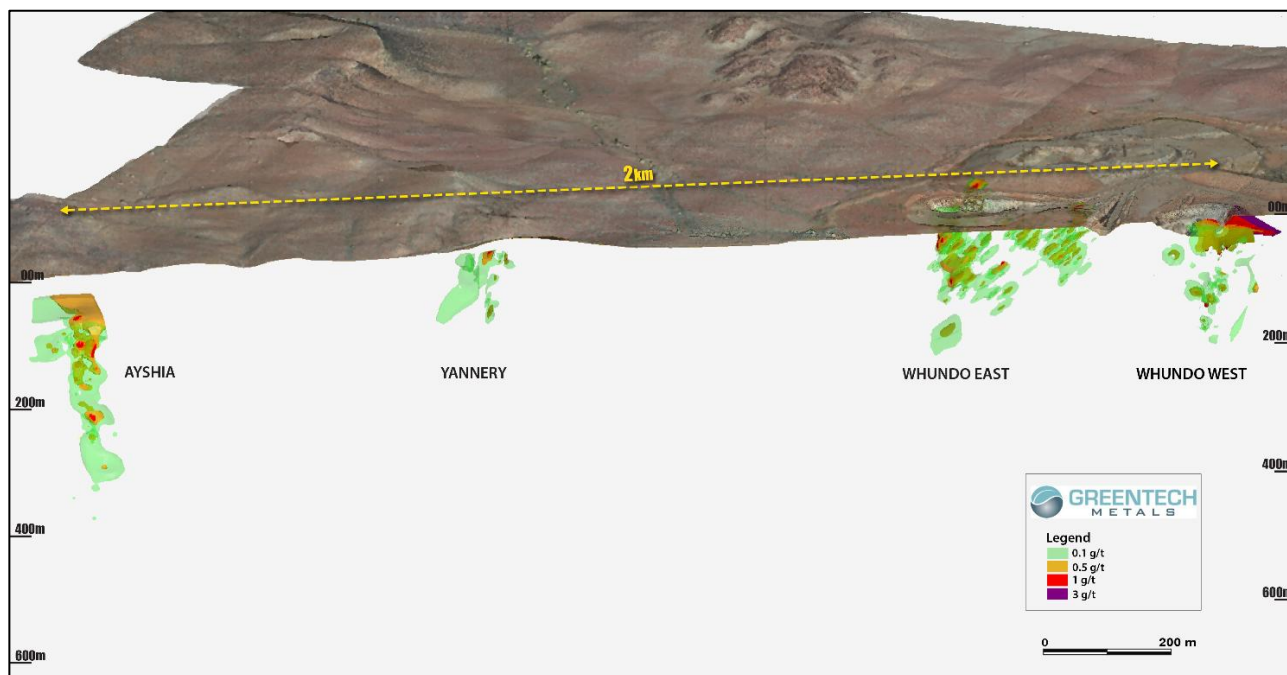 2km
00m
00m
AYSHIA
YANNERY
WHUNDO EAST
WHUNDO WEST
200m
200m
400m
400m
600m
600m
GREENTECH
METALS
Legend
0.1 g/t
0.5 g/t
1 g/t
3 g/t
0
200 m